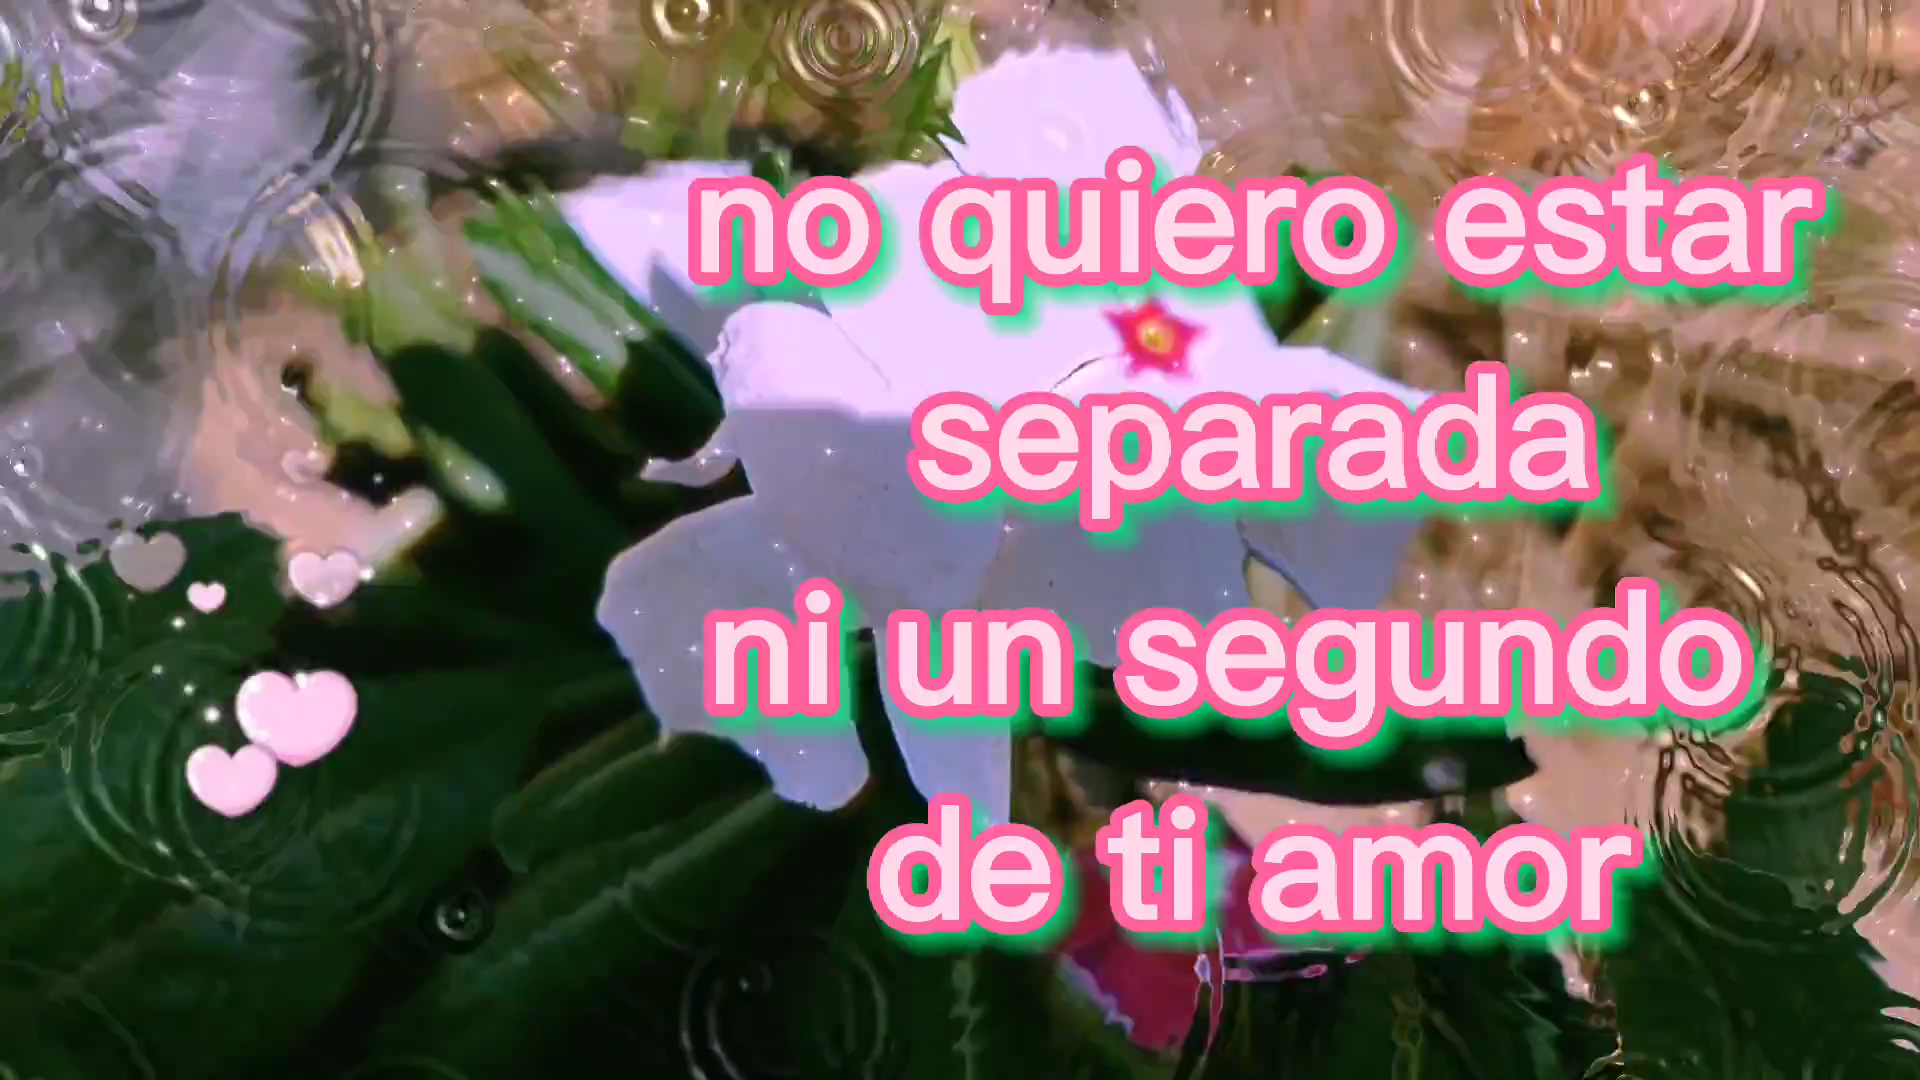 no quiero estar
separada
ni un segundo
de ti amor